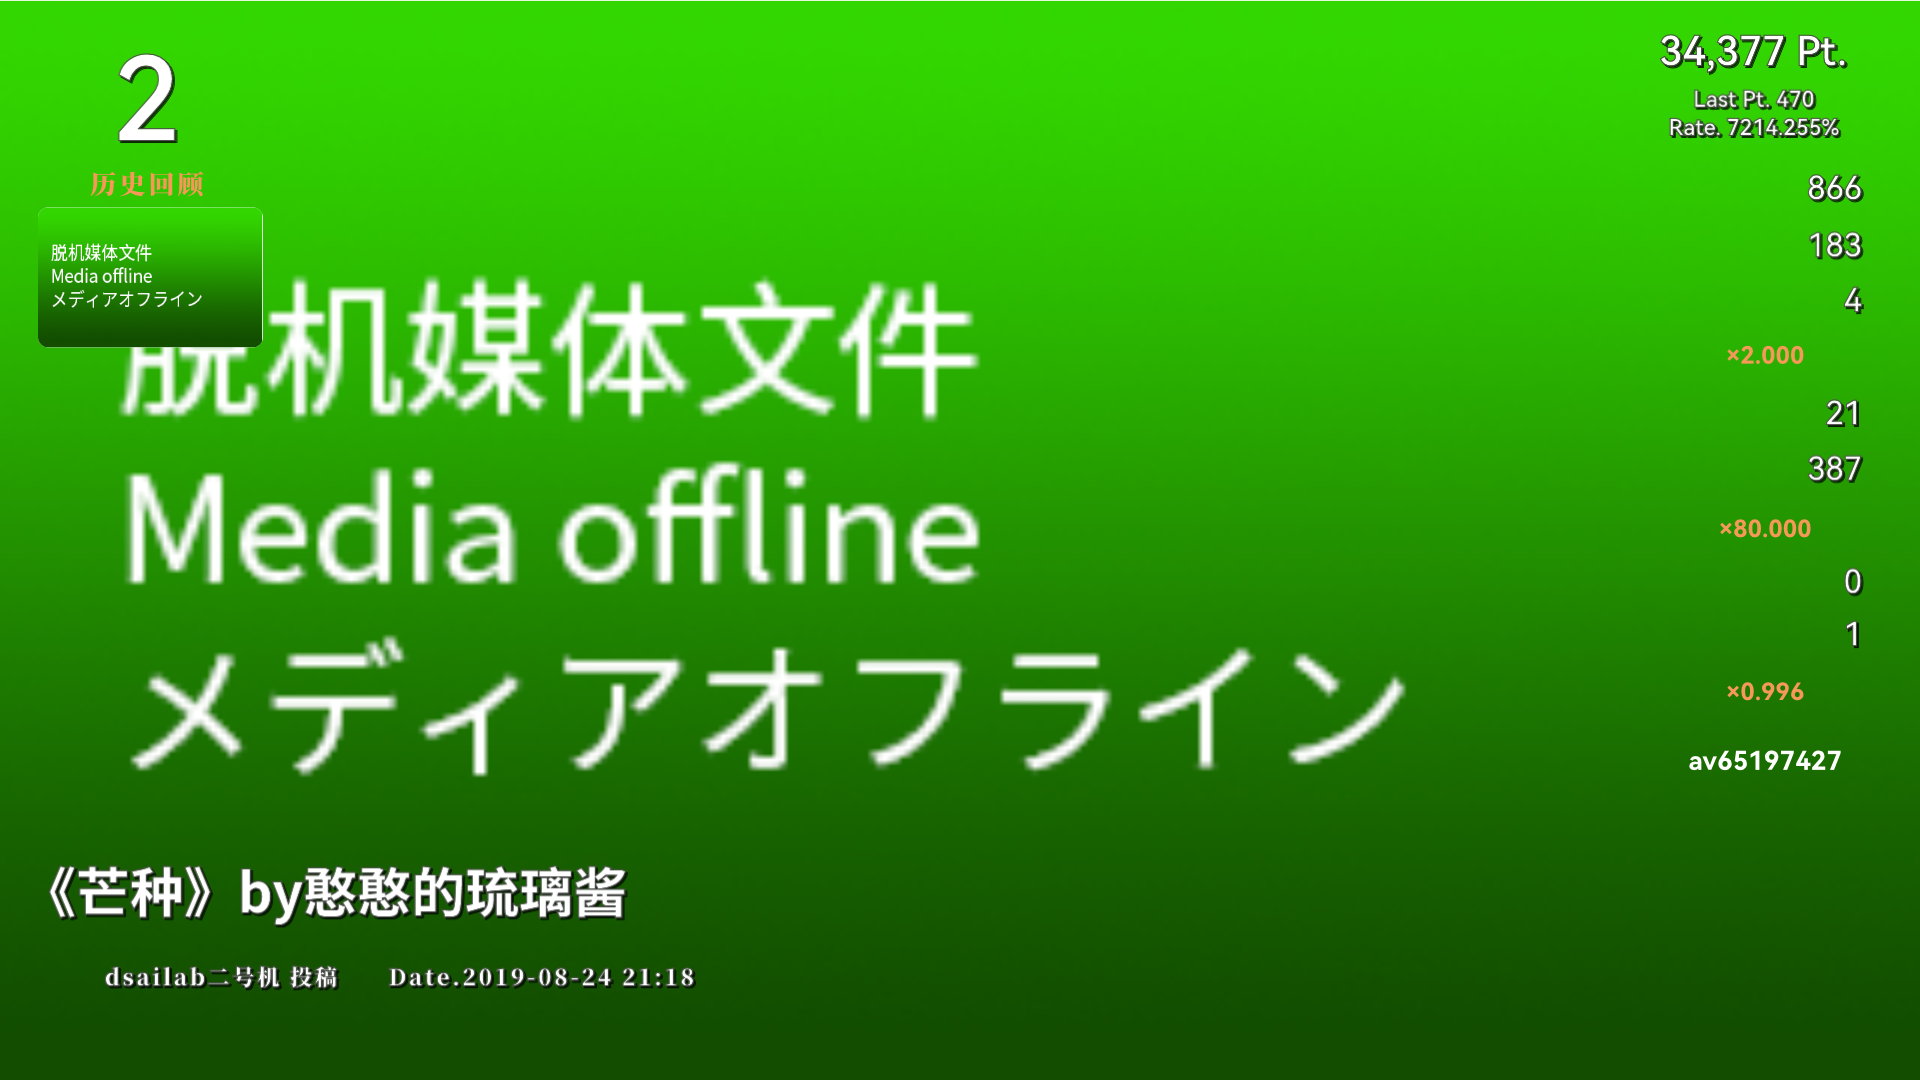 2
历史回顾
脱机媒体文件
Media offline
メディアオフライン
脱机媒体文件
Media offline
メディアオフライン
34,377 Pt.
Last Pt. 470
Rate. 7214.255%
866
183
4
×2.000
21
387
×80.000
0
1
×0.996
av65197427
《芒种》by憨憨的琉璃酱
dsailab二号机 投稿 Date.2019-08-24 21:18